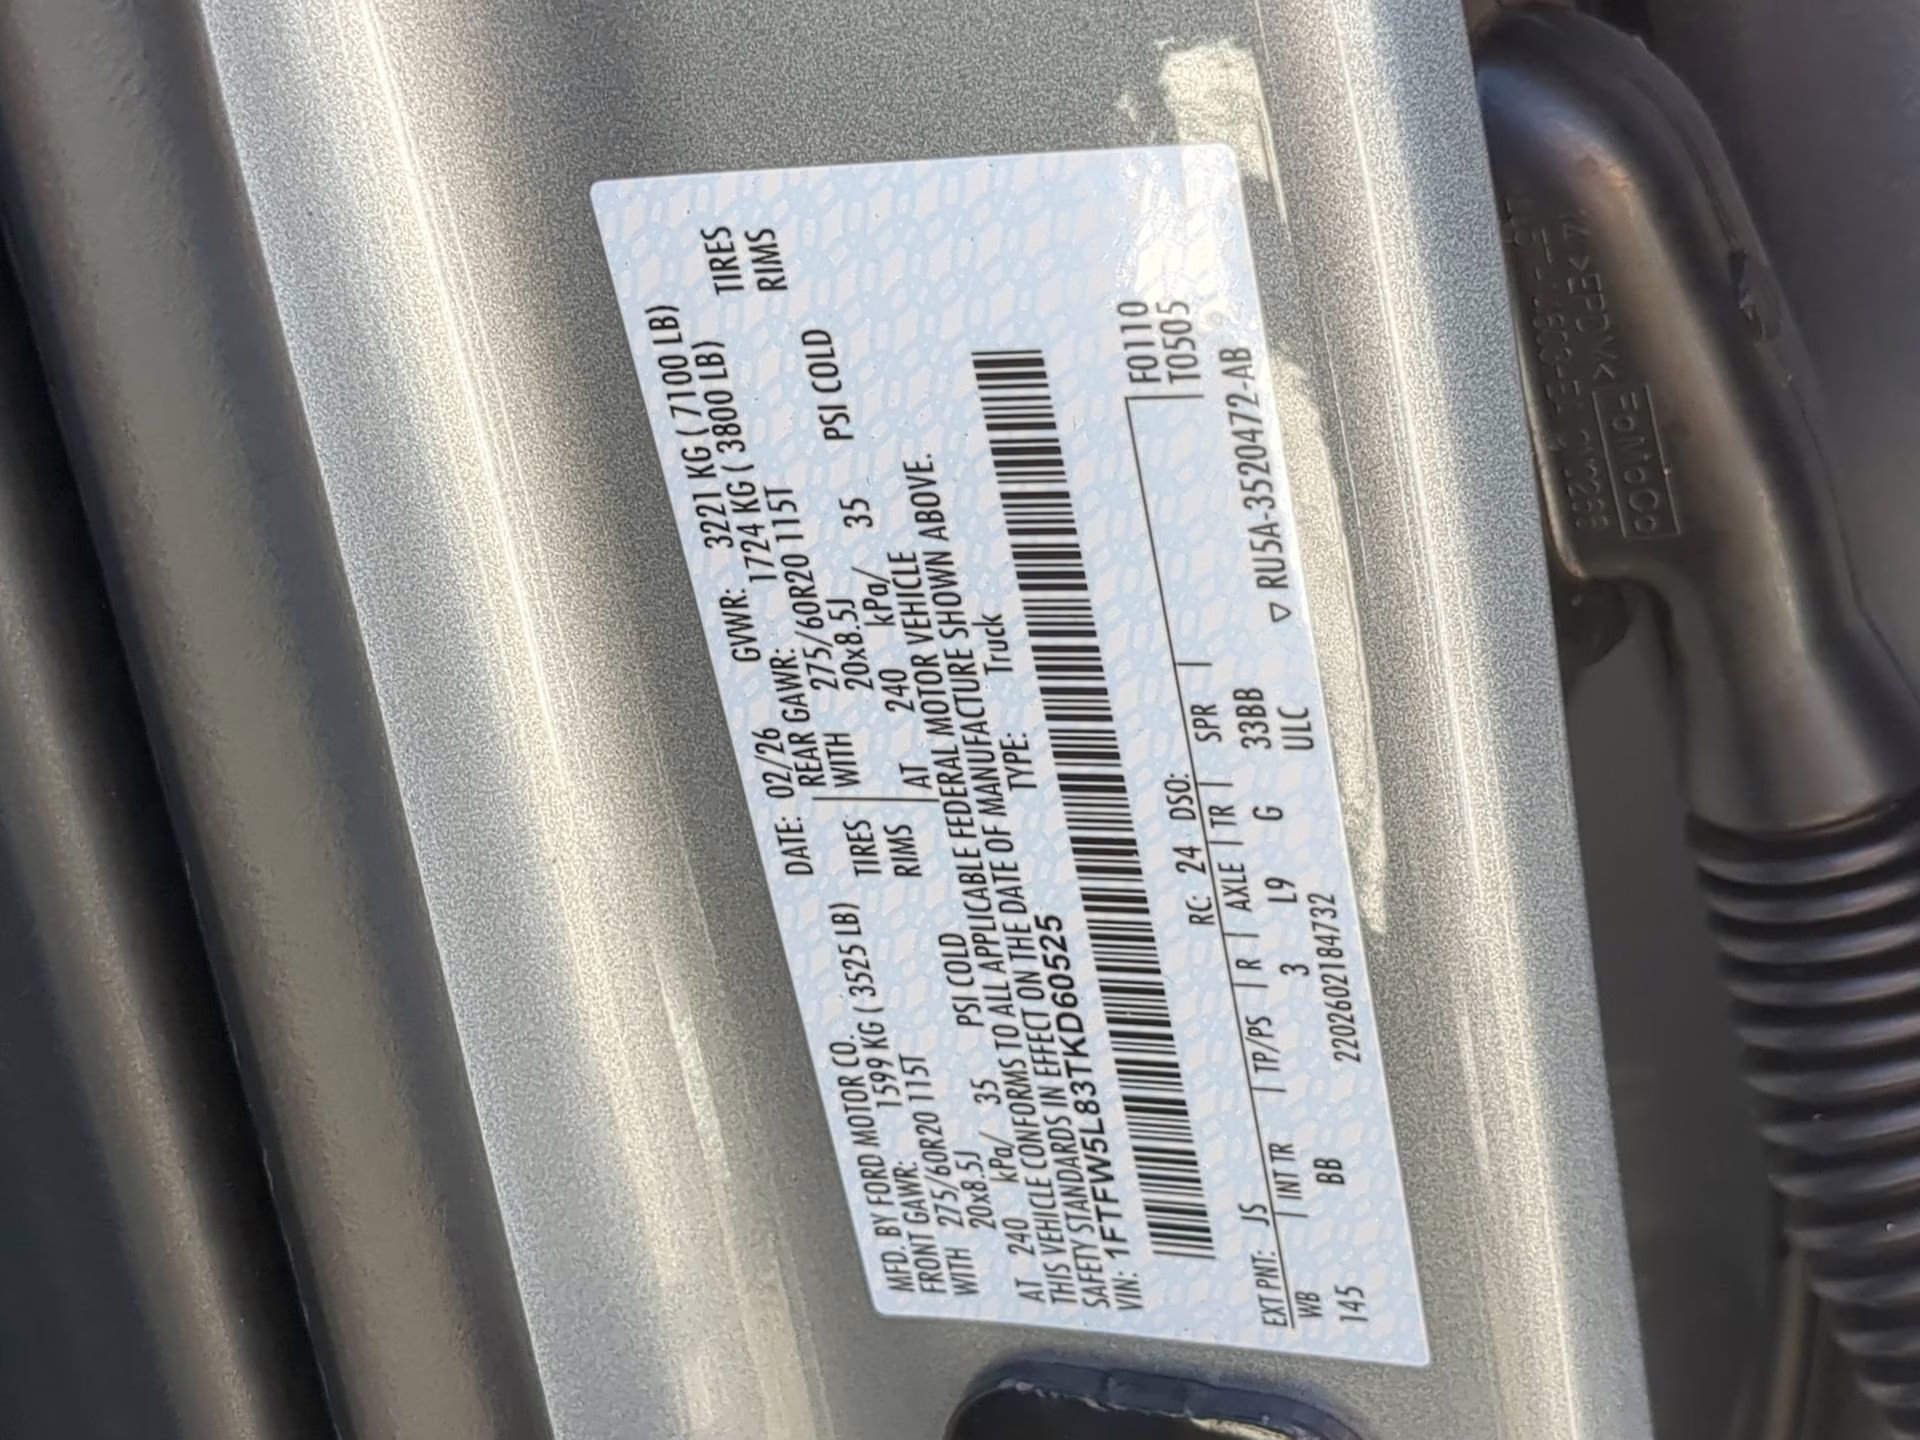 MFD. BY FORD MOTOR CO. DATE: 02/26 GVWR: 3221 KG ( 7100 LB)
FRONT GAWR: 1599 KG ( 3525 LB) REAR GAWR: 1724 KG ( 3800 LB)
WITH 275/60R20 115T TIRES WITH 275/60R20 115T TIRES
20x8.5J RIMS 20x8.5J RIMS
AT 240 kPa/ 35 PSI COLD AT 240 kPa/ 35 PSI COLD
THIS VEHICLE CONFORMS TO ALL APPLICABLE FEDERAL MOTOR VEHICLE
SAFETY STANDARDS IN EFFECT ON THE DATE OF MANUFACTURE SHOWN ABOVE.
VIN: 1FTFW5L83TKD60525 TYPE: Truck
F0110
T0505
EXT PNT: JS RC: 24 DSO:
WB INT TR TP/PS R AXLE TR SPR
145 BB 3 L9 G 33BB
ULC
2202602184732 ▽ RU5A-3520472-AB
FoMoCo